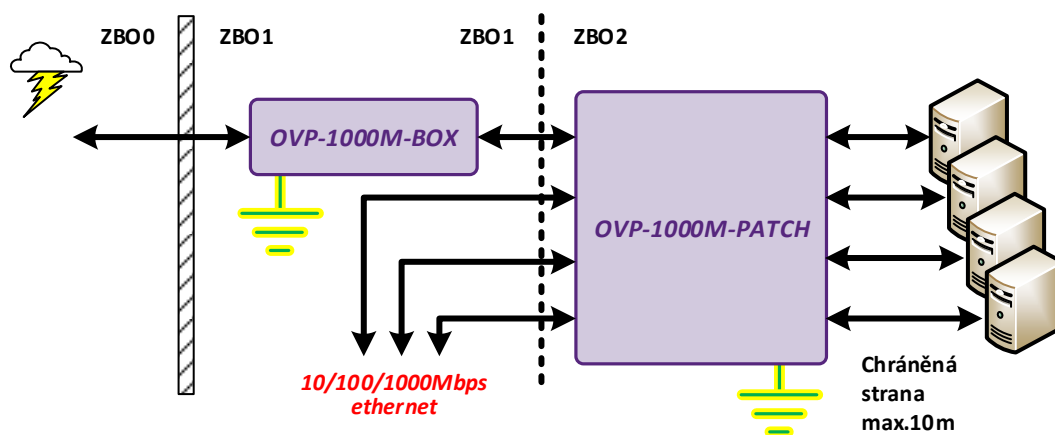 ZBO0
ZBO1
ZBO1
ZBO2
OVP-1000M-BOX
OVP-1000M-PATCH
10/100/1000Mbps
ethernet
Chráněná
strana
max.10m